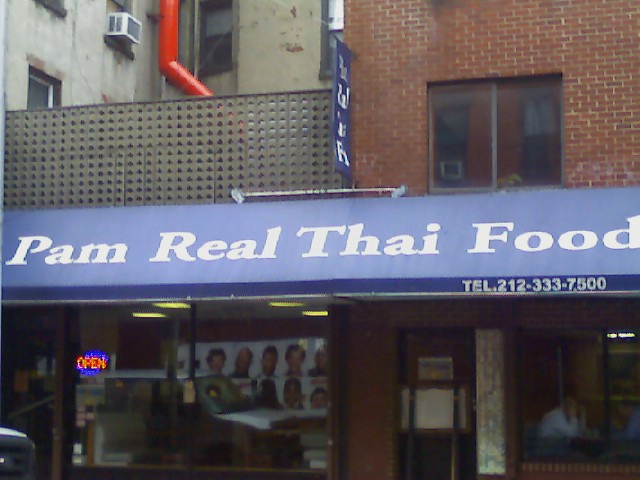 Pam Real Thai Food
TEL.212-333-7500
OPEN